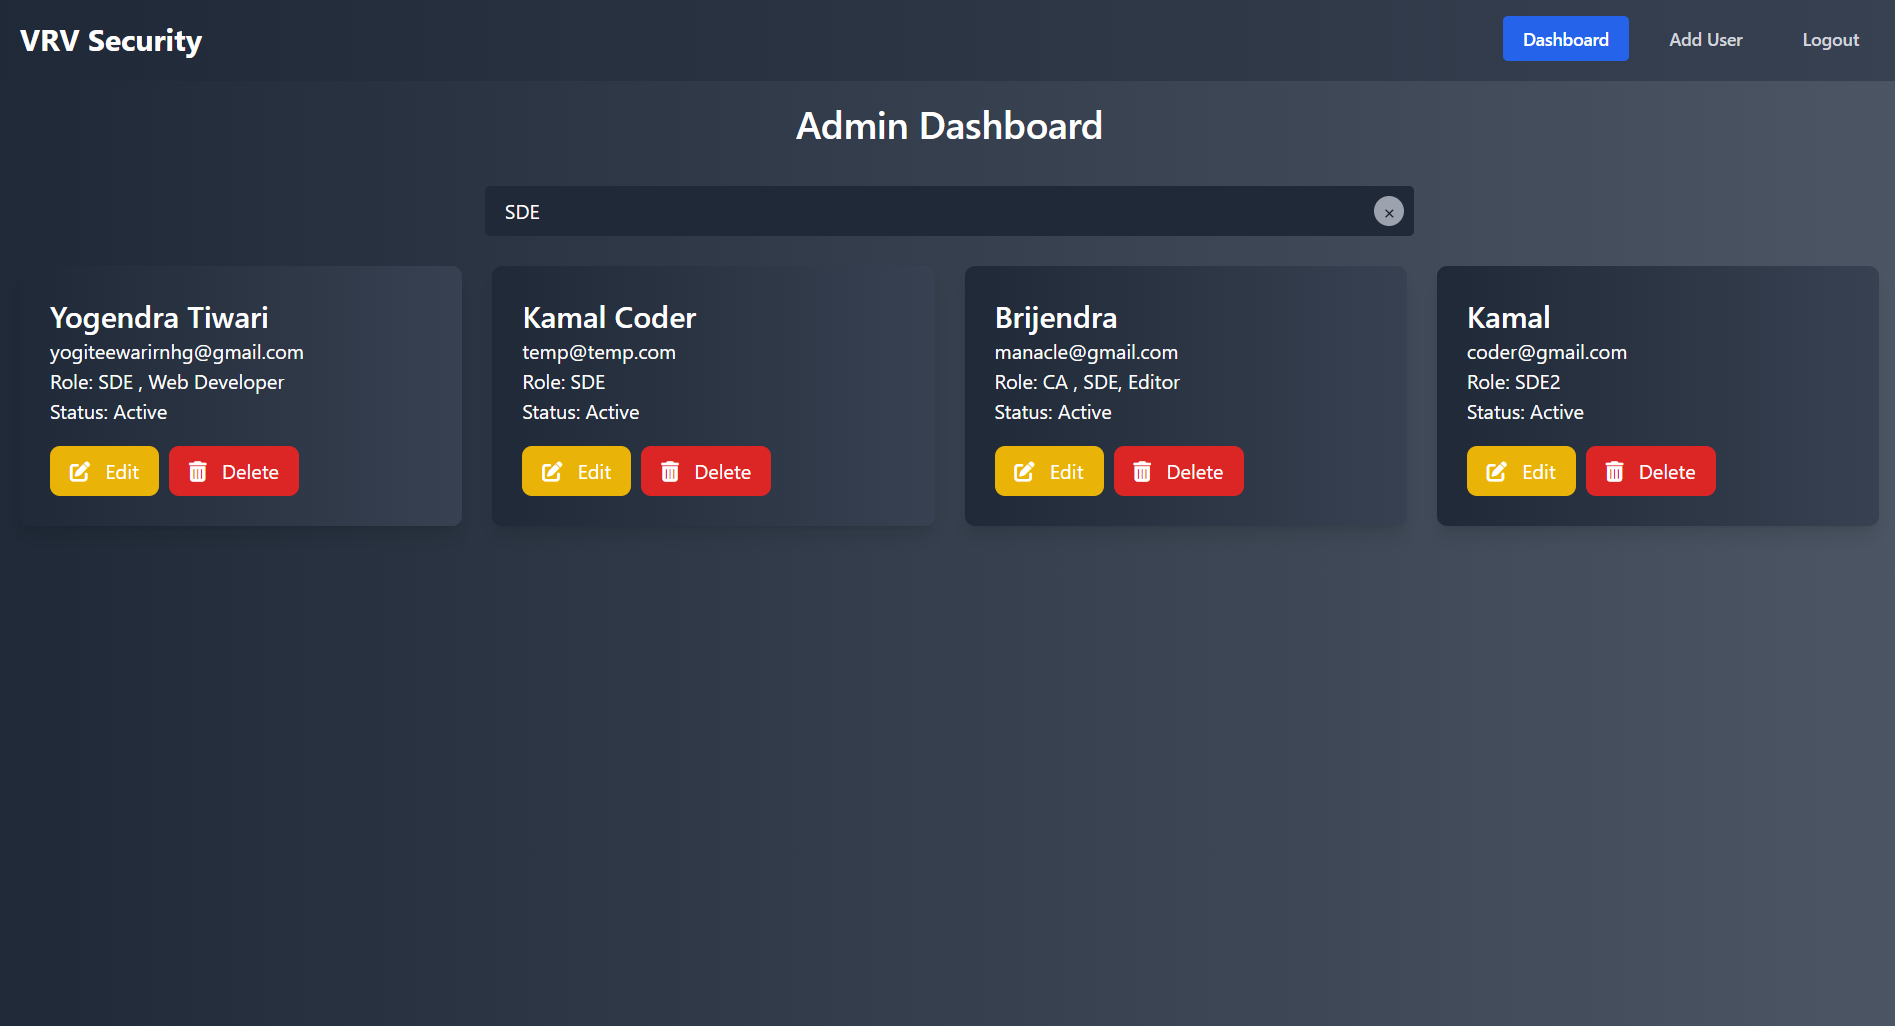 VRV Security
Dashboard Add User Logout
Admin Dashboard
SDE ×
Yogendra Tiwari
yogiteewarirnhg@gmail.com
Role: SDE , Web Developer
Status: Active
Edit Delete
Kamal Coder
temp@temp.com
Role: SDE
Status: Active
Edit Delete
Brijendra
manacle@gmail.com
Role: CA , SDE, Editor
Status: Active
Edit Delete
Kamal
coder@gmail.com
Role: SDE2
Status: Active
Edit Delete